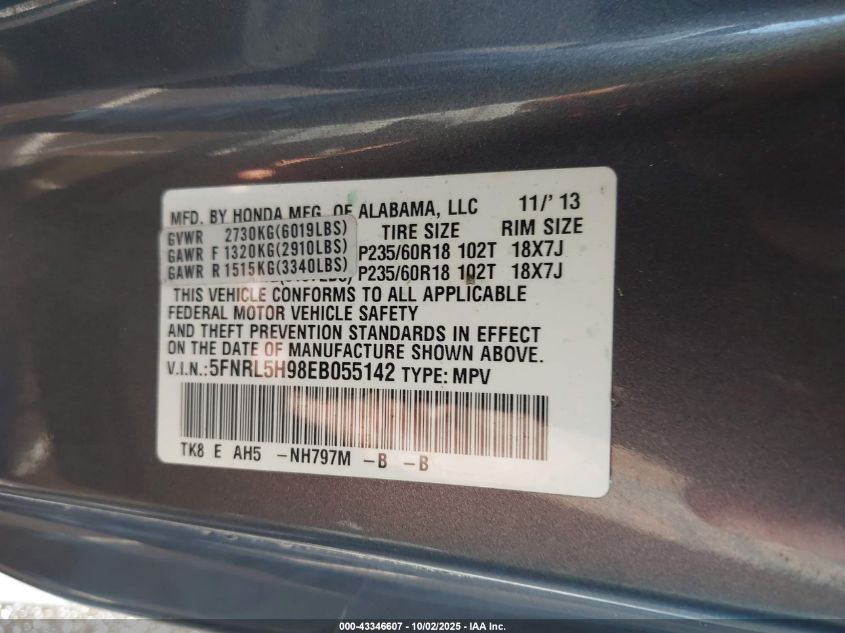 MFD. BY HONDA MFG. OF ALABAMA, LLC 11/' 13
GVWR 2730KG(6019LBS) TIRE SIZE RIM SIZE
GAWR F 1320KG(2910LBS) P235/60R18 102T 18X7J
GAWR R 1515KG(3340LBS) P235/60R18 102T 18X7J
THIS VEHICLE CONFORMS TO ALL APPLICABLE
FEDERAL MOTOR VEHICLE SAFETY
AND THEFT PREVENTION STANDARDS IN EFFECT
ON THE DATE OF MANUFACTURE SHOWN ABOVE.
V.I.N.:5FNRL5H98EB055142 TYPE: MPV
TK8 E AH5 -NH797M -B -B
000-43346607 - 10/02/2025 - IAA Inc.